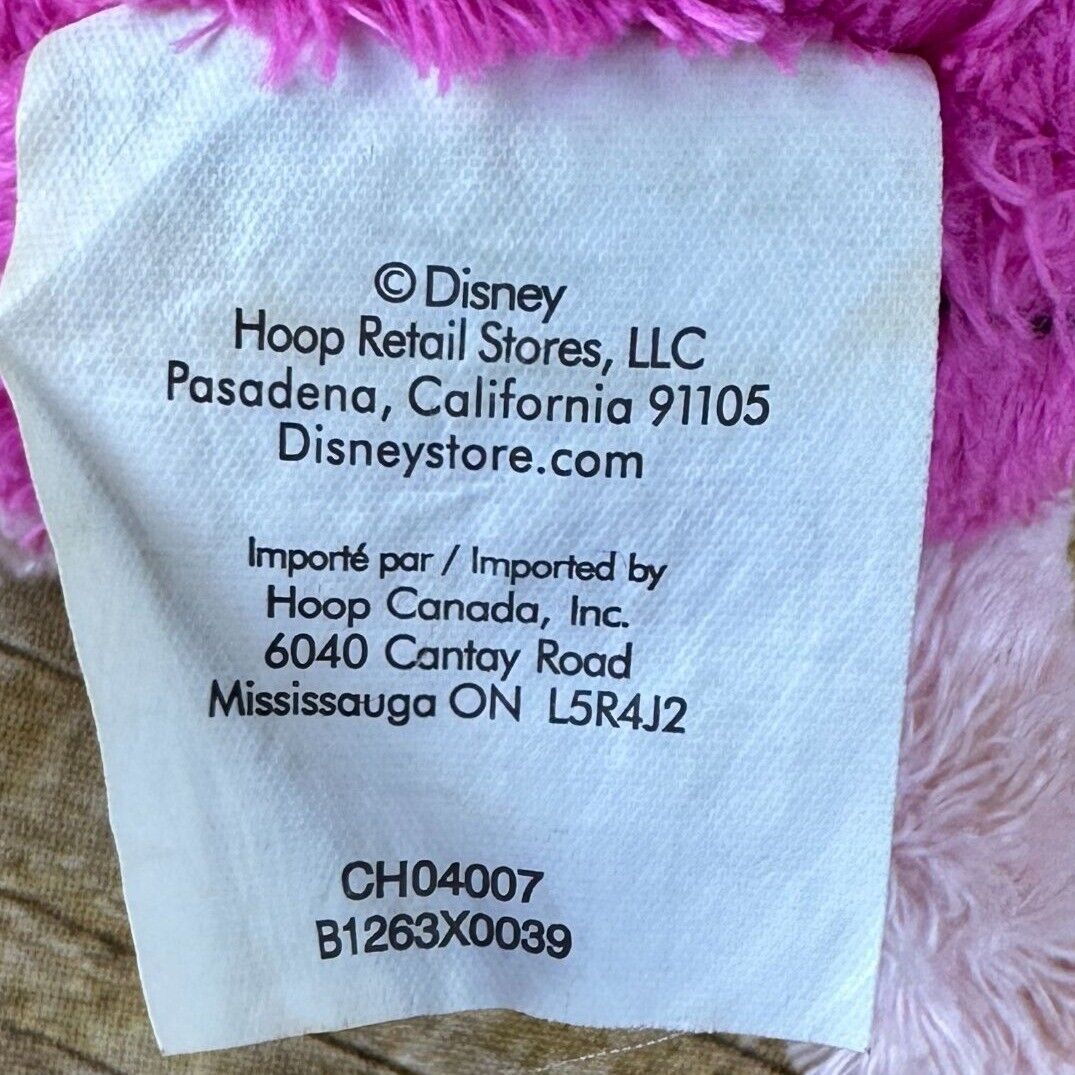 © Disney
Hoop Retail Stores, LLC
Pasadena, California 91105
Disneystore.com
Importé par / Imported by
Hoop Canada, Inc.
6040 Cantay Road
Mississauga ON L5R4J2
CH04007
B1263X0039